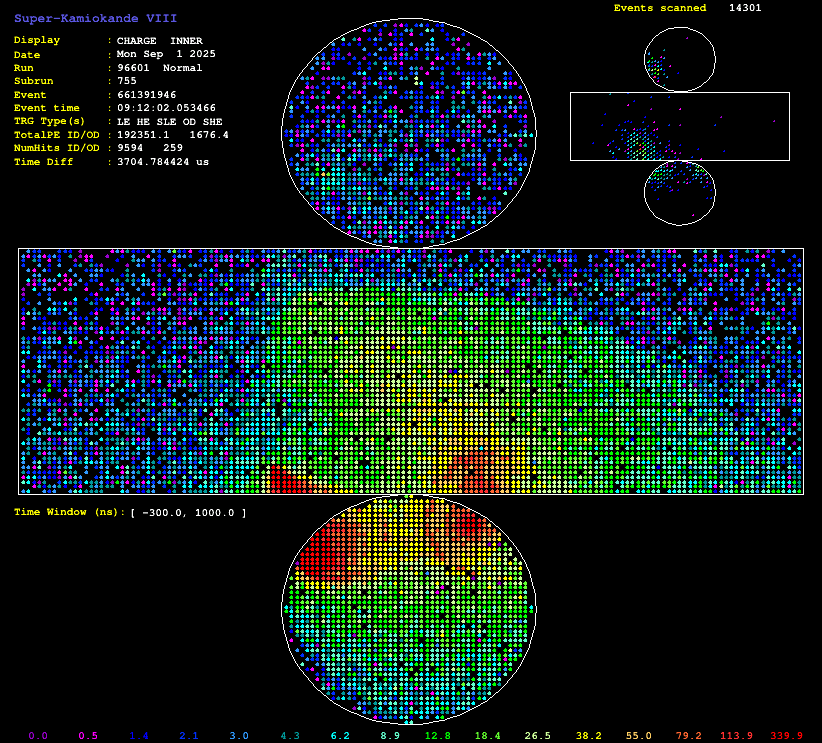 Super-Kamiokande VIII
Events scanned 14301
Display : CHARGE INNER
Date : Mon Sep 1 2025
Run : 96601 Normal
Subrun : 755
Event : 661391946
Event time : 09:12:02.053466
TRG Type(s) : LE HE SLE OD SHE
TotalPE ID/OD : 192351.1 1676.4
NumHits ID/OD : 9594 259
Time Diff : 3704.784424 us
Time Window (ns): [ -300.0, 1000.0 ]
0.0 0.5 1.4 2.1 3.0 4.3 6.2 8.9 12.8 18.4 26.5 38.2 55.0 79.2 113.9 339.9